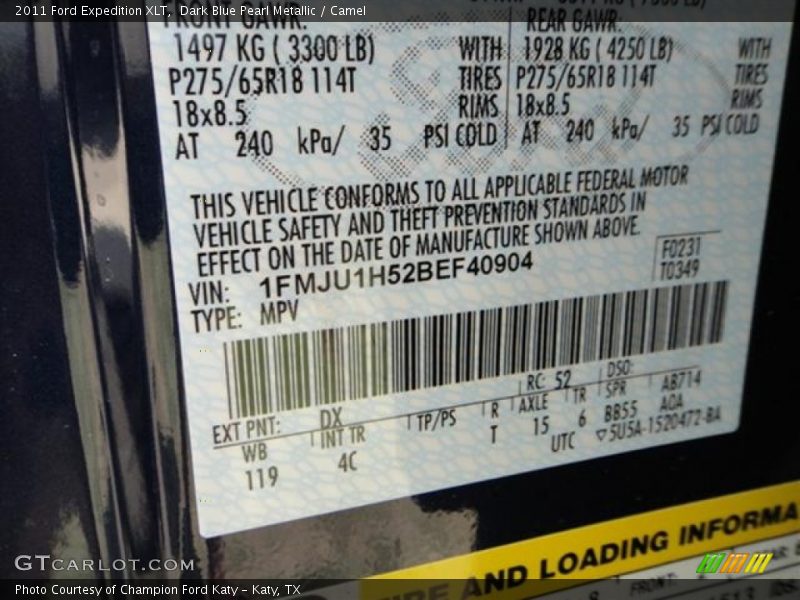 2011 Ford Expedition XLT, Dark Blue Pearl Metallic / Camel
FRONT GAWR: REAR GAWR:
1497 KG ( 3300 LB) WITH 1928 KG ( 4250 LB) WITH
P275/65R18 114T TIRES P275/65R18 114T TIRES
18x8.5 RIMS 18x8.5 RIMS
AT 240 kPa/ 35 PSI COLD AT 240 kPa/ 35 PSI COLD
THIS VEHICLE CONFORMS TO ALL APPLICABLE FEDERAL MOTOR
VEHICLE SAFETY AND THEFT PREVENTION STANDARDS IN
EFFECT ON THE DATE OF MANUFACTURE SHOWN ABOVE.
VIN: 1FMJU1H52BEF40904 F0231
TYPE: MPV T0349
EXT PNT: DX RC: 52 DSO:
WB INT TR TP/PS R AXLE TR SPR AB714
119 4C T 15 6 BB55 AOA
UTC ▽5U5A-1520472-BA
AND LOADING INFORMA
FRONT:
GTCARLOT.COM
Photo Courtesy of Champion Ford Katy – Katy, TX